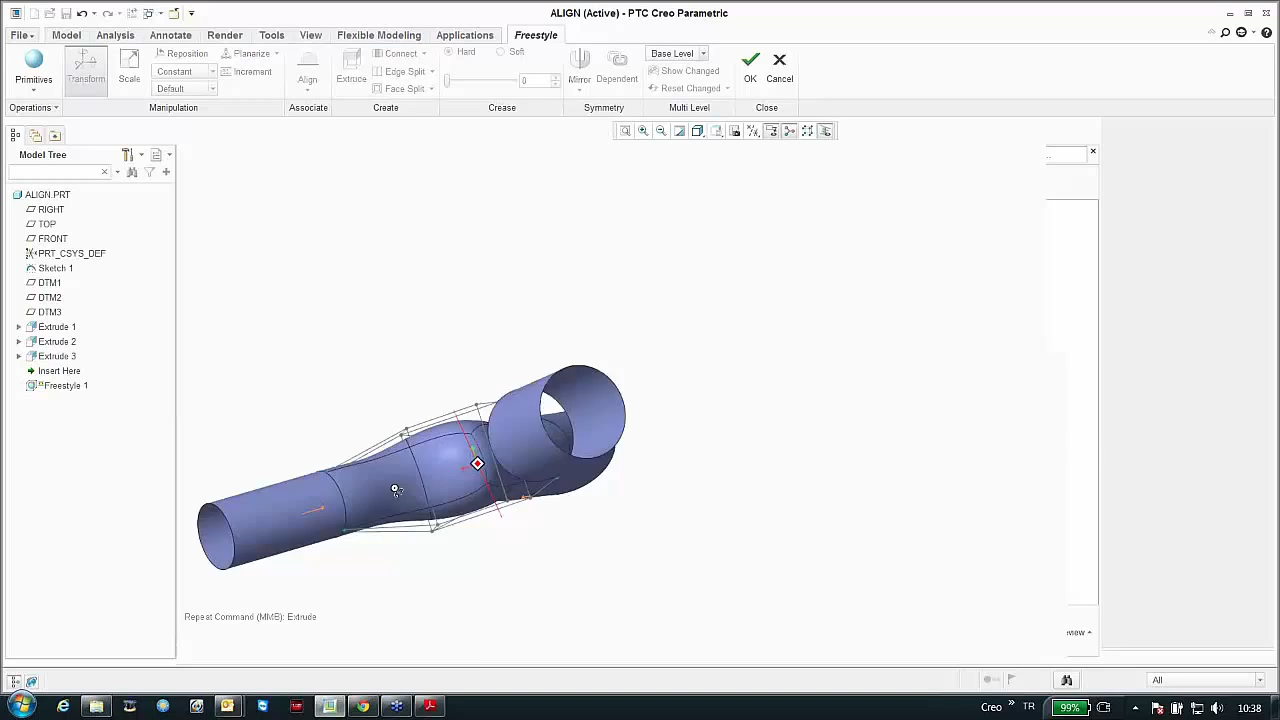 ALIGN (Active) - PTC Creo Parametric
File Model Analysis Annotate Render Tools View Flexible Modeling Applications Freestyle
Primitives Transform Scale Reposition Planarize
Constant Increment
Default
Align Extrude Connect
Edge Split
Face Split
Hard Soft
0
Mirror Dependent
Base Level
Show Changed
Reset Changed
OK Cancel
Operations Manipulation Associate Create Crease Symmetry Multi Level Close
Model Tree
ALIGN.PRT
RIGHT
TOP
FRONT
PRT_CSYS_DEF
Sketch 1
DTM1
DTM2
DTM3
Extrude 1
Extrude 2
Extrude 3
Insert Here
Freestyle 1
Repeat Command (MMB): Extrude
...
view
All
Creo » TR 99% 10:38